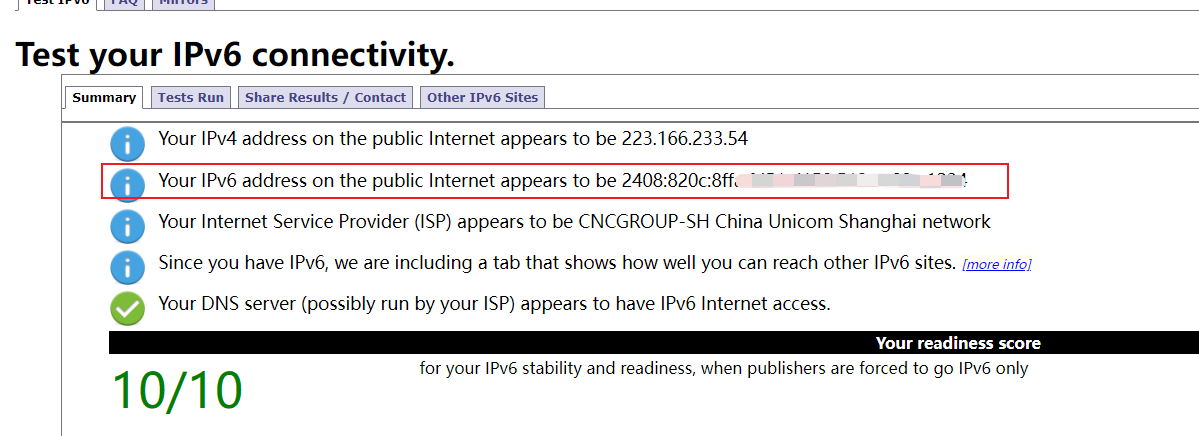 Test IPv6 FAQ Mirrors
Test your IPv6 connectivity.
Summary Tests Run Share Results / Contact Other IPv6 Sites
Your IPv4 address on the public Internet appears to be 223.166.233.54
Your IPv6 address on the public Internet appears to be 2408:820c:8ff
Your Internet Service Provider (ISP) appears to be CNCGROUP-SH China Unicom Shanghai network
Since you have IPv6, we are including a tab that shows how well you can reach other IPv6 sites. [more info]
Your DNS server (possibly run by your ISP) appears to have IPv6 Internet access.
Your readiness score
10/10
for your IPv6 stability and readiness, when publishers are forced to go IPv6 only